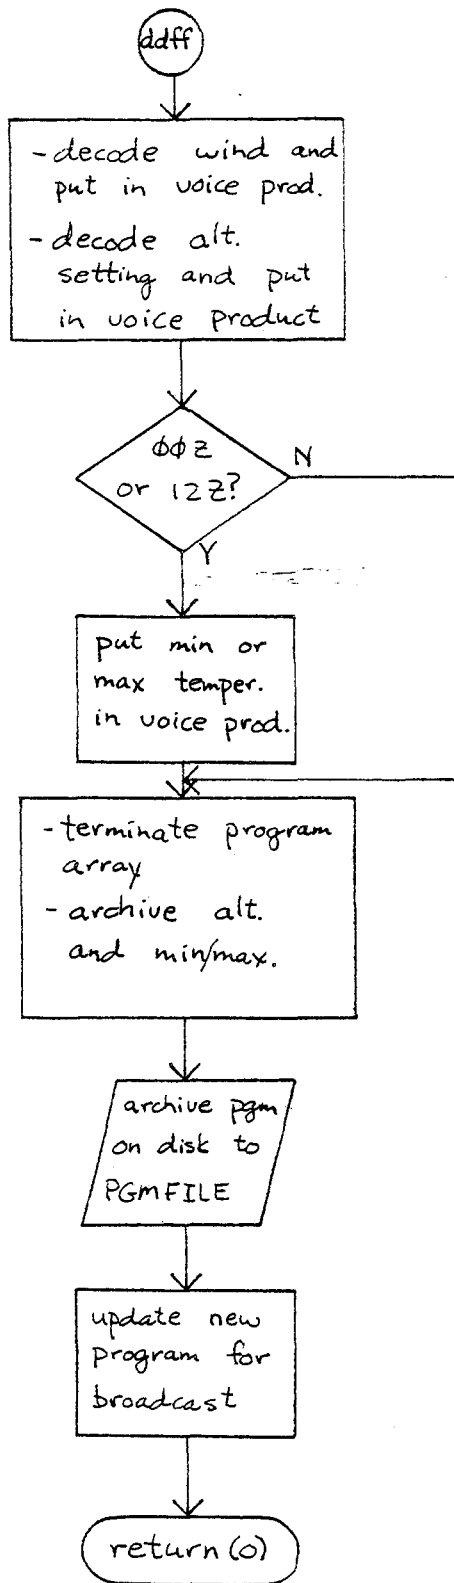 ddff
- decode wind and
put in voice prod.
- decode alt.
setting and put
in voice product
φφ Z
or 12Z?
N
Y
put min or
max temper.
in voice prod.
- terminate program
array
- archive alt.
and min/max.
archive pgm
on disk to
PGMFILE
update new
program for
broadcast
return (0)